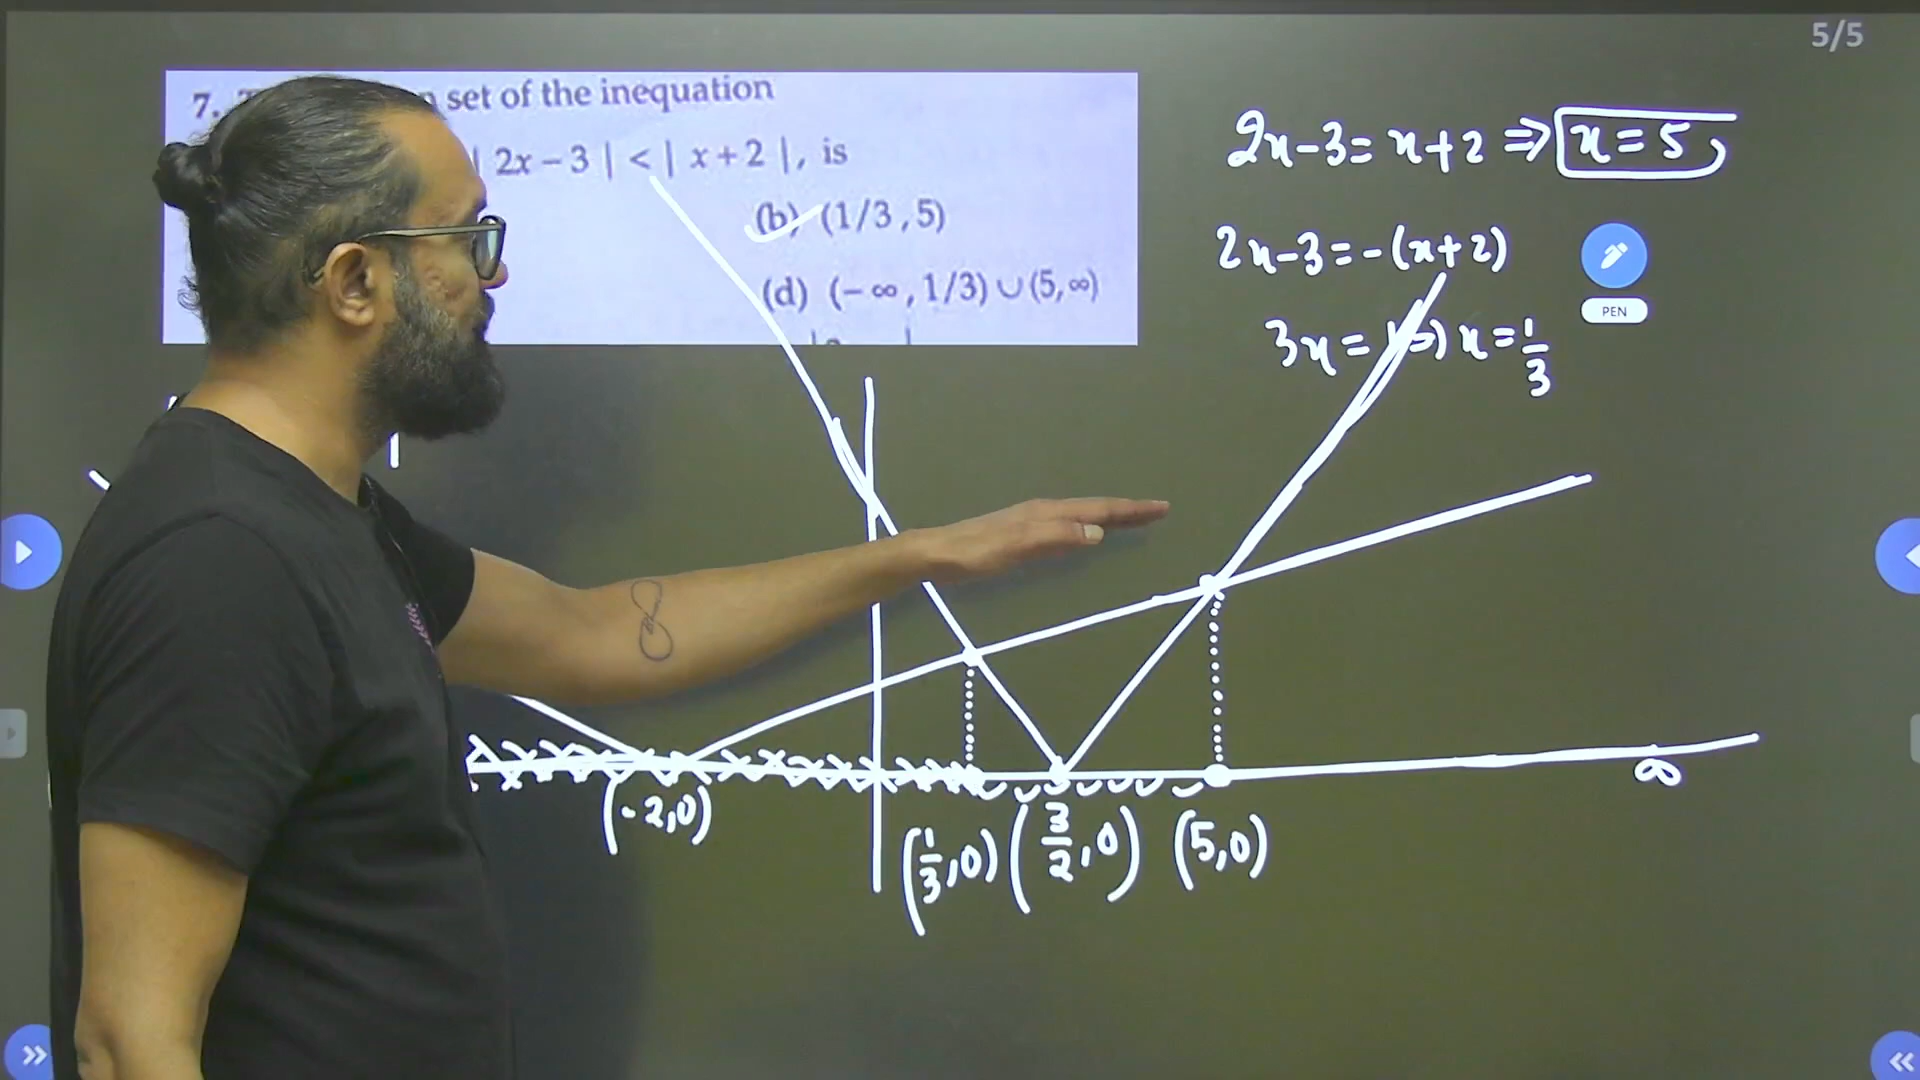 5/5
7. set of the inequation
| 2x − 3 | < | x + 2 |, is
(b) (1/3 , 5)
(d) (− ∞ , 1/3) ∪ (5, ∞)
2x-3 = x+2 ⇒ x = 5
2x-3 = -(x+2)
3x = 1 ⇒ x = 1/3
PEN
∞
(-2,0)
(1/3,0) (3/2,0) (5,0)